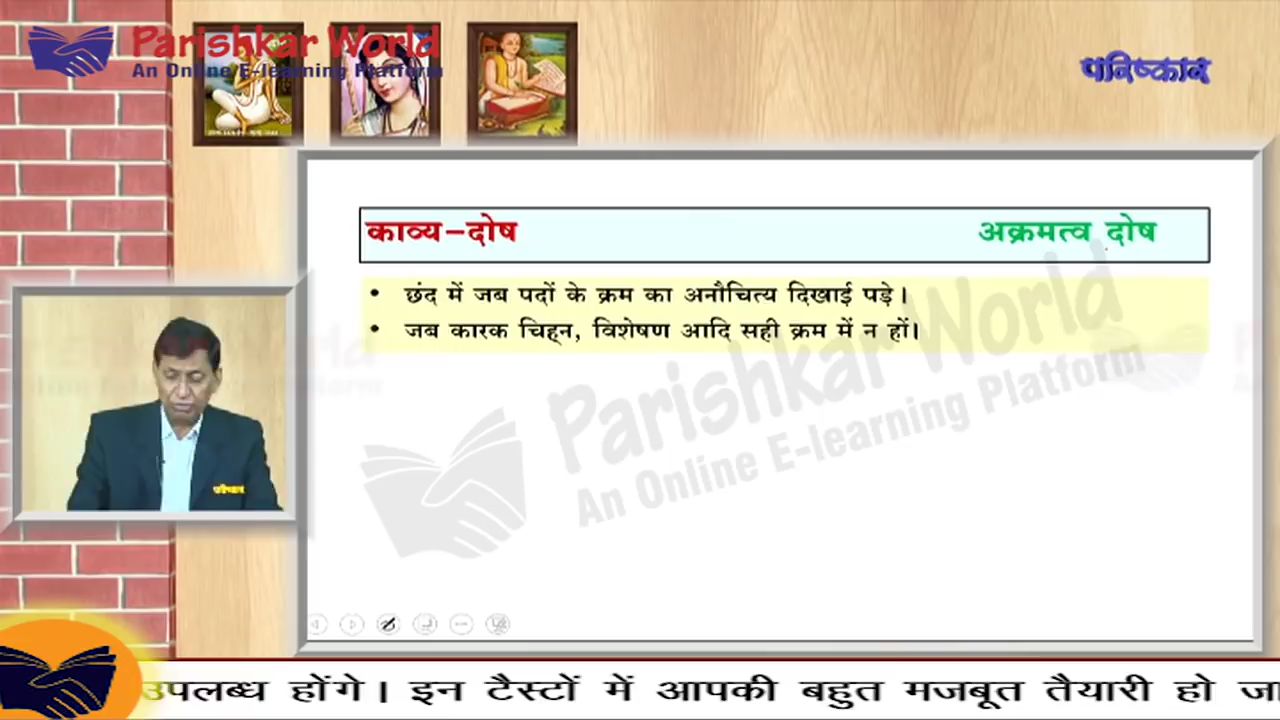 Parishkar World
An Online E-learning Platform
परिष्कार
काव्य-दोष अक्रमत्व दोष
• छंद में जब पदों के क्रम का अनौचित्य दिखाई पड़े।
• जब कारक चिह्न, विशेषण आदि सही क्रम में न हों।
Parishkar World
An Online E-learning Platform
परिष्कार
उपलब्ध होंगे। इन टैस्टों में आपकी बहुत मजबूत तैयारी हो जा